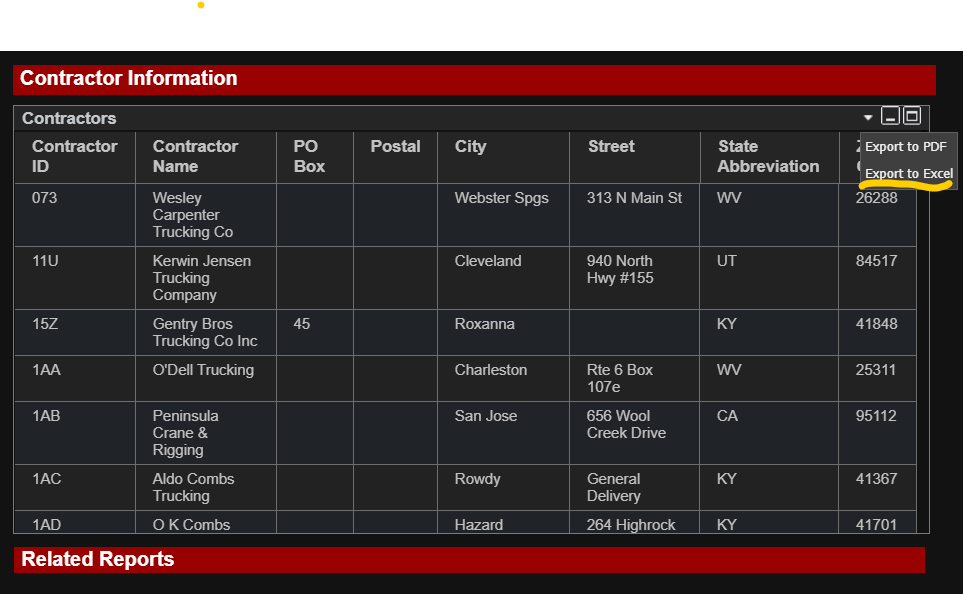 Contractor Information
Contractors
Export to PDF
Export to Excel
Contractor ID PO Box Postal City Street State Abbreviation
Contractor Name
073 Wesley Carpenter Trucking Co Webster Spgs 313 N Main St WV 26288
11U Kerwin Jensen Trucking Company Cleveland 940 North Hwy #155 UT 84517
15Z Gentry Bros Trucking Co Inc 45 Roxanna KY 41848
1AA O'Dell Trucking Charleston Rte 6 Box 107e WV 25311
1AB Peninsula Crane & Rigging San Jose 656 Wool Creek Drive CA 95112
1AC Aldo Combs Trucking Rowdy General Delivery KY 41367
1AD O K Combs Hazard 264 Highrock KY 41701
Related Reports